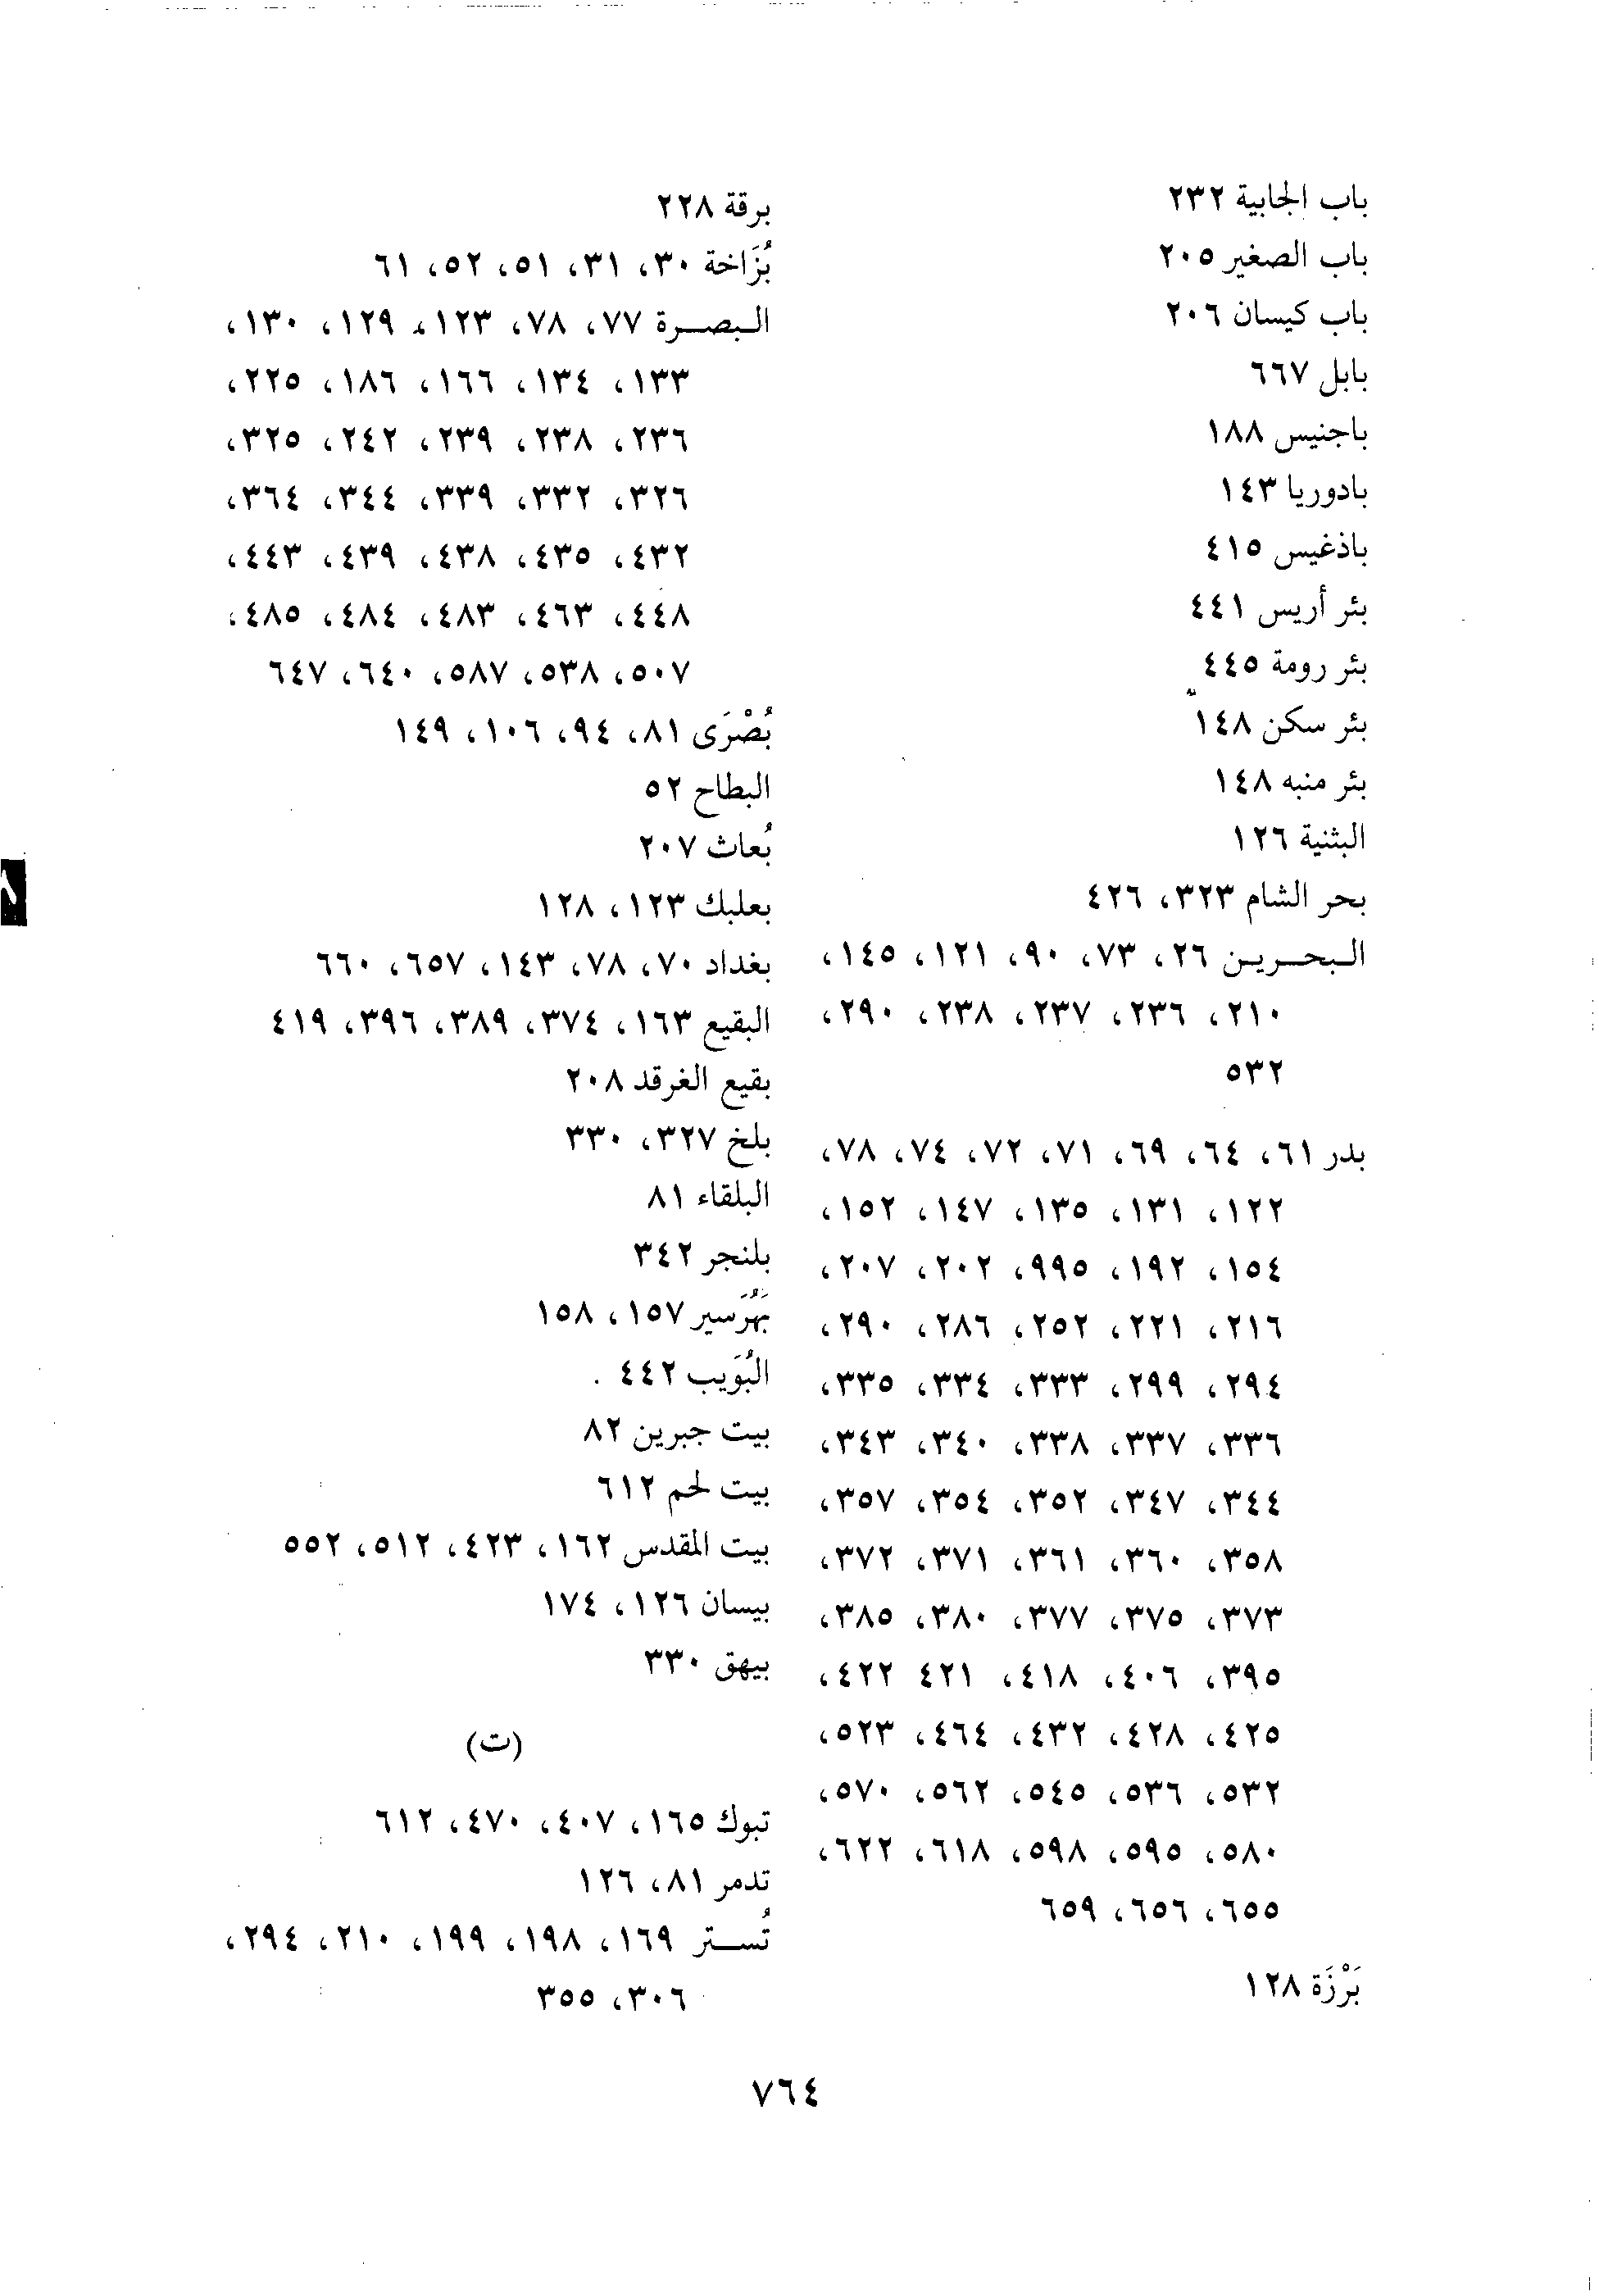 باب الجابية ٢٣٢
باب الصغير ٢٠٥
باب كيسان ٢٠٦
بابل ٦٦٧
باجنيس ١٨٨
بادوريا ١٤٣
باذغيس ٤١٥
بئر أريس ٤٤١
بئر رومة ٤٤٥
بئر سكن ١٤٨
بئر منبه ١٤٨
البثنية ١٢٦
بحر الشام ٣٢٣، ٤٢٦
الـبـحـــريـن ٢٦، ٧٣، ٩٠، ١٢١، ١٤٥،
٢١٠، ٢٣٦، ٢٣٧، ٢٣٨، ٢٩٠،
٥٣٢
بدر ٦١، ٦٤، ٦٩، ٧١، ٧٢، ٧٤، ٧٨،
١٢٢، ١٣١، ١٣٥، ١٤٧، ١٥٢،
١٥٤، ١٩٢، ٩٩٥، ٢٠٢، ٢٠٧،
٢١٦، ٢٢١، ٢٥٢، ٢٨٦، ٢٩٠،
٢٩٤، ٢٩٩، ٣٣٣، ٣٣٤، ٣٣٥،
٣٣٦، ٣٣٧، ٣٣٨، ٣٤٠، ٣٤٣،
٣٤٤، ٣٤٧، ٣٥٢، ٣٥٤، ٣٥٧،
٣٥٨، ٣٦٠، ٣٦١، ٣٧١، ٣٧٢،
٣٧٣، ٣٧٥، ٣٧٧، ٣٨٠، ٣٨٥،
٣٩٥، ٤٠٦، ٤١٨، ٤٢١ ٤٢٢،
٤٢٥، ٤٢٨، ٤٣٢، ٤٦٤، ٥٢٣،
٥٣٢، ٥٣٦، ٥٤٥، ٥٦٢، ٥٧٠،
٥٨٠، ٥٩٥، ٥٩٨، ٦١٨، ٦٢٢،
٦٥٥، ٦٥٦، ٦٥٩
بَرْزَة ١٢٨
برقة ٢٢٨
بُزَاخة ٣٠، ٣١، ٥١، ٥٢، ٦١
الـبـصـــرة ٧٧، ٧٨، ١٢٣، ١٢٩، ١٣٠،
١٣٣، ١٣٤، ١٦٦، ١٨٦، ٢٢٥،
٢٣٦، ٢٣٨، ٢٣٩، ٢٤٢، ٣٢٥،
٣٢٦، ٣٣٢، ٣٣٩، ٣٤٤، ٣٦٤،
٤٣٢، ٤٣٥، ٤٣٨، ٤٣٩، ٤٤٣،
٤٤٨، ٤٦٣، ٤٨٣، ٤٨٤، ٤٨٥،
٥٠٧، ٥٣٨، ٥٨٧، ٦٤٠، ٦٤٧
بُصْرَى ٨١، ٩٤، ١٠٦، ١٤٩
البطاح ٥٢
بُعاث ٢٠٧
بعلبك ١٢٣، ١٢٨
بغداد ٧٠، ٧٨، ١٤٣، ٦٥٧، ٦٦٠
البقيع ١٦٣، ٣٧٤، ٣٨٩، ٣٩٦، ٤١٩
بقيع الغرقد ٢٠٨
بلخ ٣٢٧، ٣٣٠
البلقاء ٨١
بلنجر ٣٤٢
بَهُرَسير ١٥٧، ١٥٨
البُوَيب ٤٤٢
بيت جبرين ٨٢
بيت لحم ٦١٢
بيت المقدس ١٦٢، ٤٢٣، ٥١٢، ٥٥٢
بيسان ١٢٦، ١٧٤
بيهق ٣٣٠
(ت)
تبوك ١٦٥، ٤٠٧، ٤٧٠، ٦١٢
تدمر ٨١، ١٢٦
تُســـتر ١٦٩، ١٩٨، ١٩٩، ٢١٠، ٢٩٤،
٣٠٦، ٣٥٥
٧٦٤